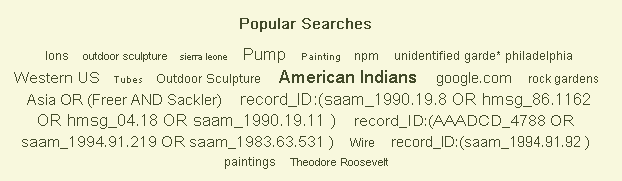 Popular Searches
Ions outdoor sculpture sierra leone Pump Painting npm unidentified garde* philadelphia
Western US Tubes Outdoor Sculpture American Indians google.com rock gardens
Asia OR (Freer AND Sackler) record_ID:(saam_1990.19.8 OR hmsg_86.1162
OR hmsg_04.18 OR saam_1990.19.11 ) record_ID:(AAADCD_4788 OR
saam_1994.91.219 OR saam_1983.63.531 ) Wire record_ID:(saam_1994.91.92 )
paintings Theodore Roosevelt